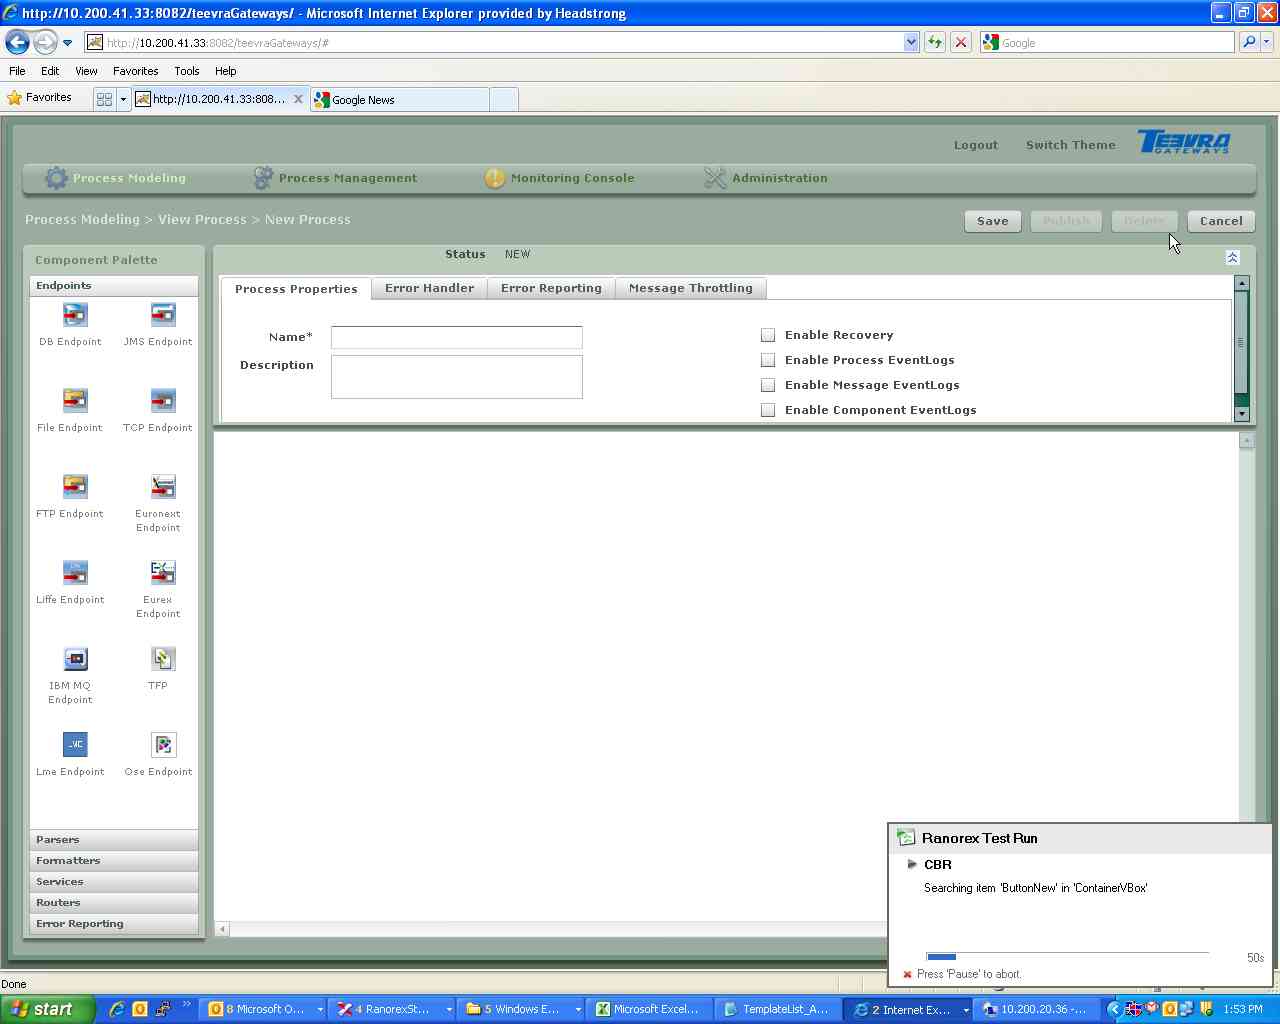 http://10.200.41.33:8082/teevraGateways/ - Microsoft Internet Explorer provided by Headstrong
http://10.200.41.33:8082/teevraGateways/#
Google
File Edit View Favorites Tools Help
Favorites
http://10.200.41.33:808...
Google News
Logout Switch Theme
TEEVRA
GATEWAYS
Process Modeling Process Management Monitoring Console Administration
Process Modeling > View Process > New Process
Save Publish Delete Cancel
Component Palette
Status NEW
Endpoints
Process Properties Error Handler Error Reporting Message Throttling
Name*
Description
Enable Recovery
Enable Process EventLogs
Enable Message EventLogs
Enable Component EventLogs
DB Endpoint JMS Endpoint
File Endpoint TCP Endpoint
FTP Endpoint Euronext Endpoint
Liffe Endpoint Eurex Endpoint
IBM MQ Endpoint TFP
Lme Endpoint Ose Endpoint
Parsers
Formatters
Services
Routers
Error Reporting
Ranorex Test Run
CBR
Searching item 'ButtonNew' in 'ContainerVBox'
50s
Press 'Pause' to abort.
Done
start
8 Microsoft O...
4 RanorexSt...
5 Windows E...
Microsoft Excel...
TemplateList_A...
2 Internet Ex...
10.200.20.36 -...
1:53 PM